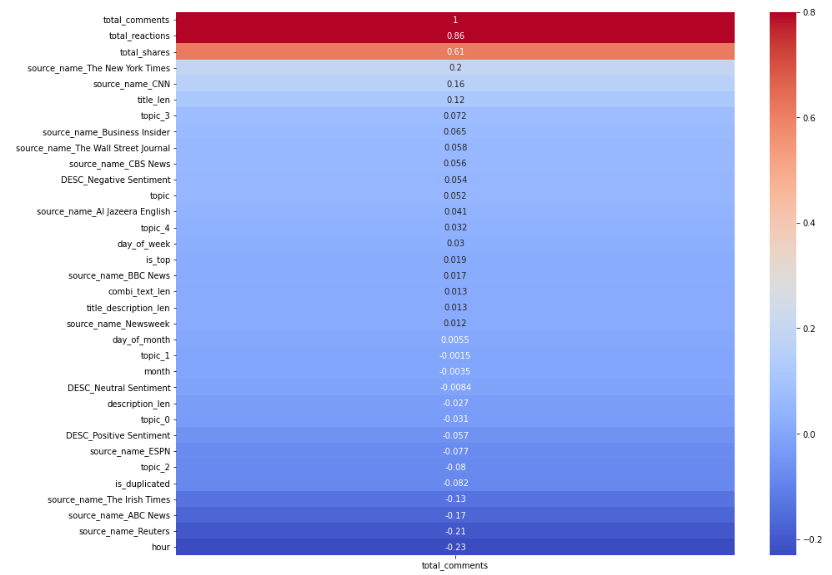 total_comments 1
total_reactions 0.86
total_shares 0.61
source_name_The New York Times 0.2
source_name_CNN 0.16
title_len 0.12
topic_3 0.072
source_name_Business Insider 0.065
source_name_The Wall Street Journal 0.058
source_name_CBS News 0.056
DESC_Negative Sentiment 0.054
topic 0.052
source_name_Al Jazeera English 0.041
topic_4 0.032
day_of_week 0.03
is_top 0.019
source_name_BBC News 0.017
combi_text_len 0.013
title_description_len 0.013
source_name_Newsweek 0.012
day_of_month 0.0055
topic_1 -0.0015
month -0.0035
DESC_Neutral Sentiment -0.0084
description_len -0.027
topic_0 -0.031
DESC_Positive Sentiment -0.057
source_name_ESPN -0.077
topic_2 -0.08
is_duplicated -0.082
source_name_The Irish Times -0.13
source_name_ABC News -0.17
source_name_Reuters -0.21
hour -0.23
total_comments
0.8
0.6
0.4
0.2
0.0
−0.2